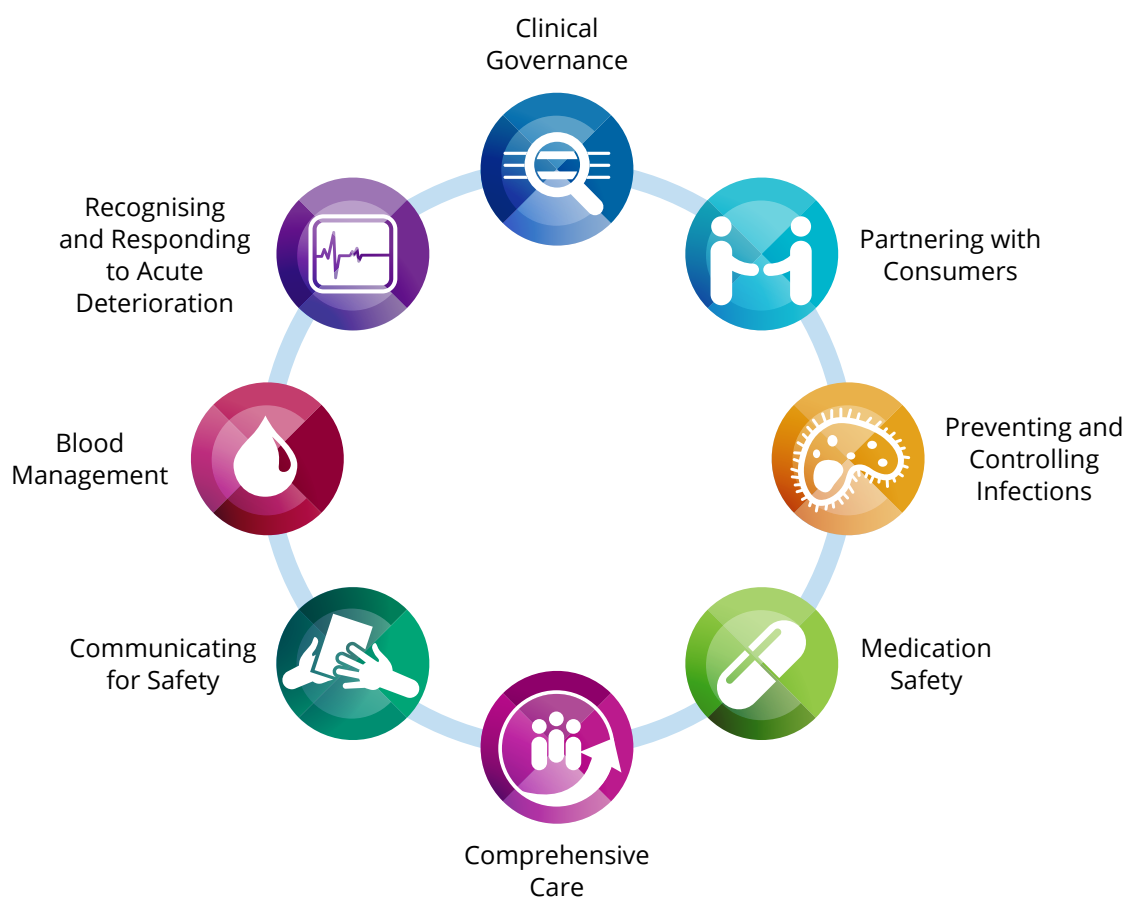 Clinical
Governance
Partnering with
Consumers
Preventing and
Controlling
Infections
Medication
Safety
Comprehensive
Care
Communicating
for Safety
Blood
Management
Recognising
and Responding
to Acute
Deterioration